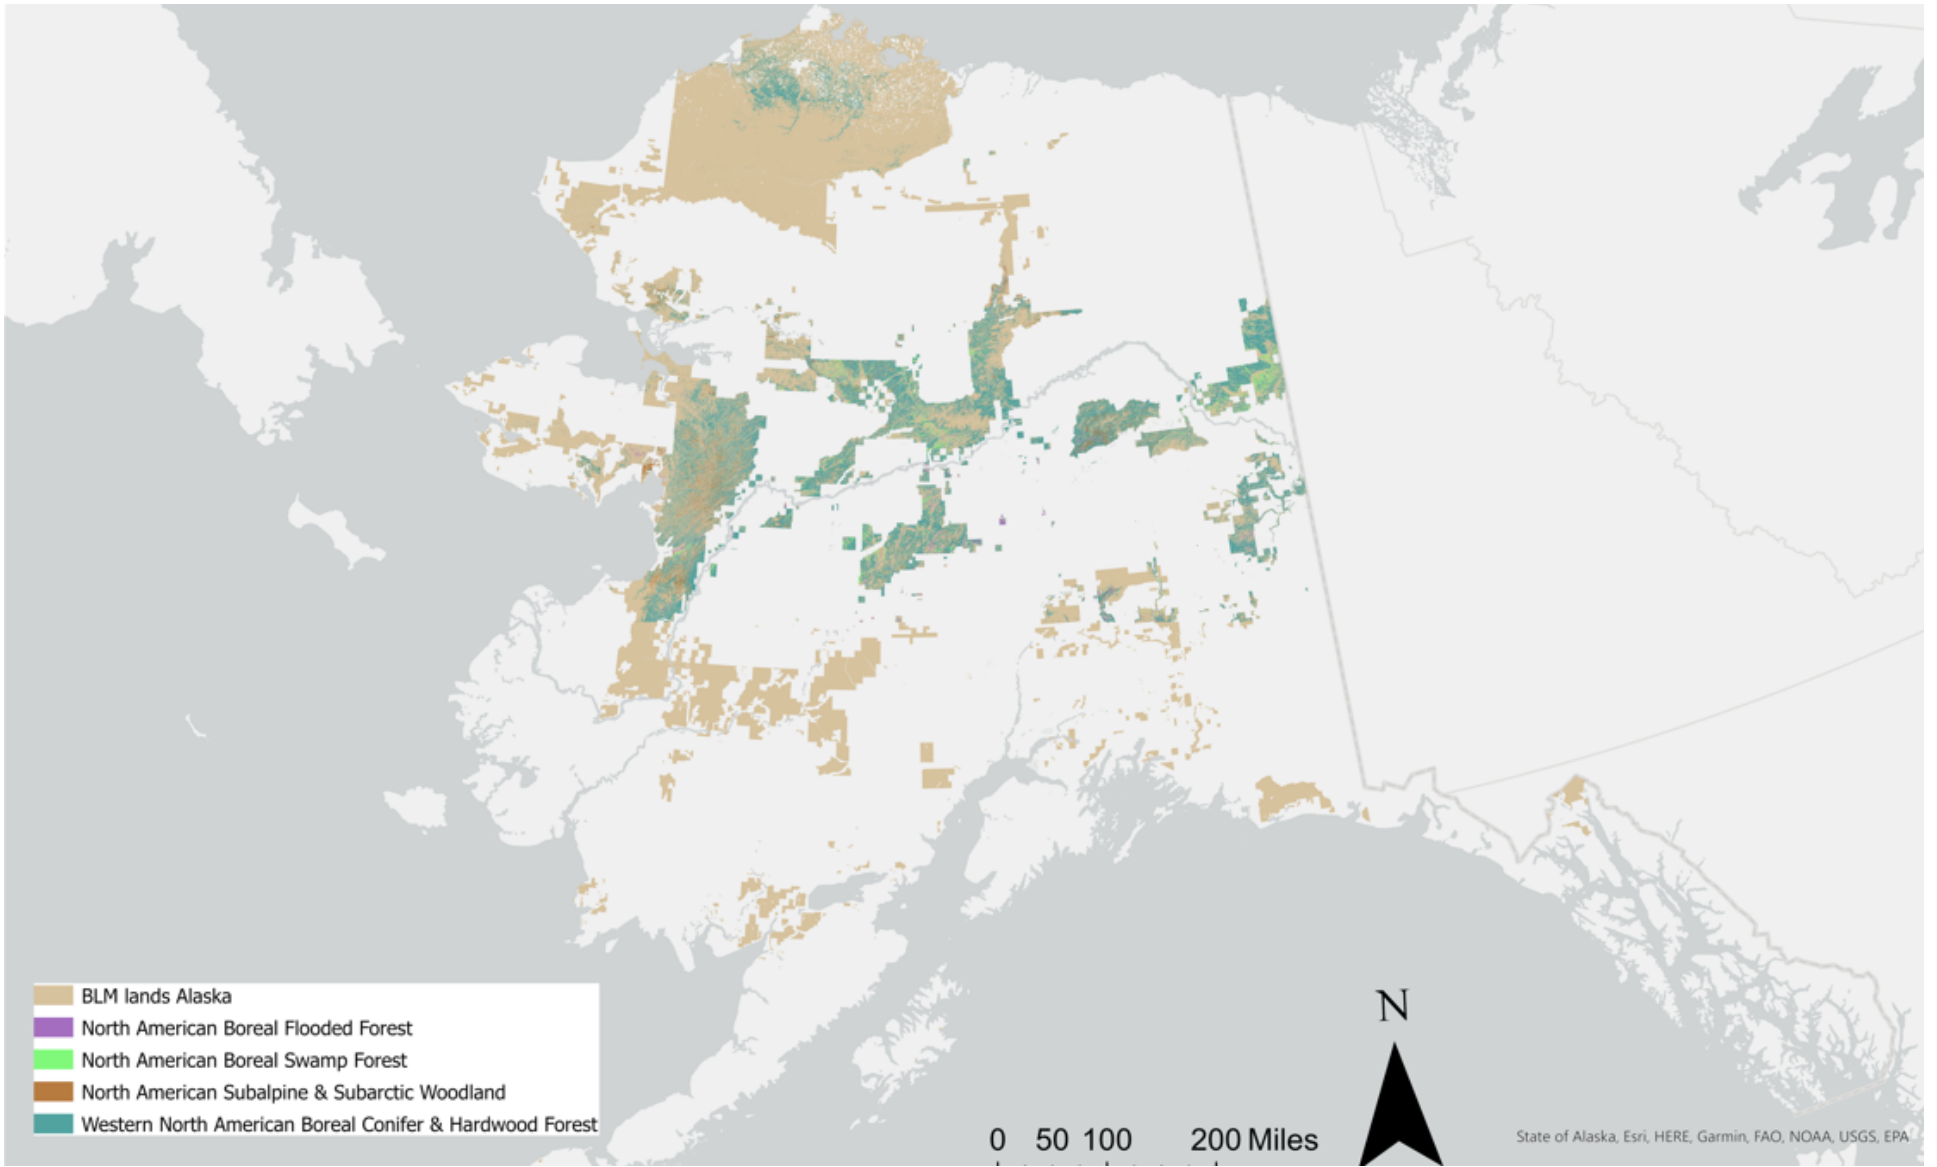 BLM lands Alaska
North American Boreal Flooded Forest
North American Boreal Swamp Forest
North American Subalpine & Subarctic Woodland
Western North American Boreal Conifer & Hardwood Forest
N
0 50 100 200 Miles
State of Alaska, Esri, HERE, Garmin, FAO, NOAA, USGS, EPA